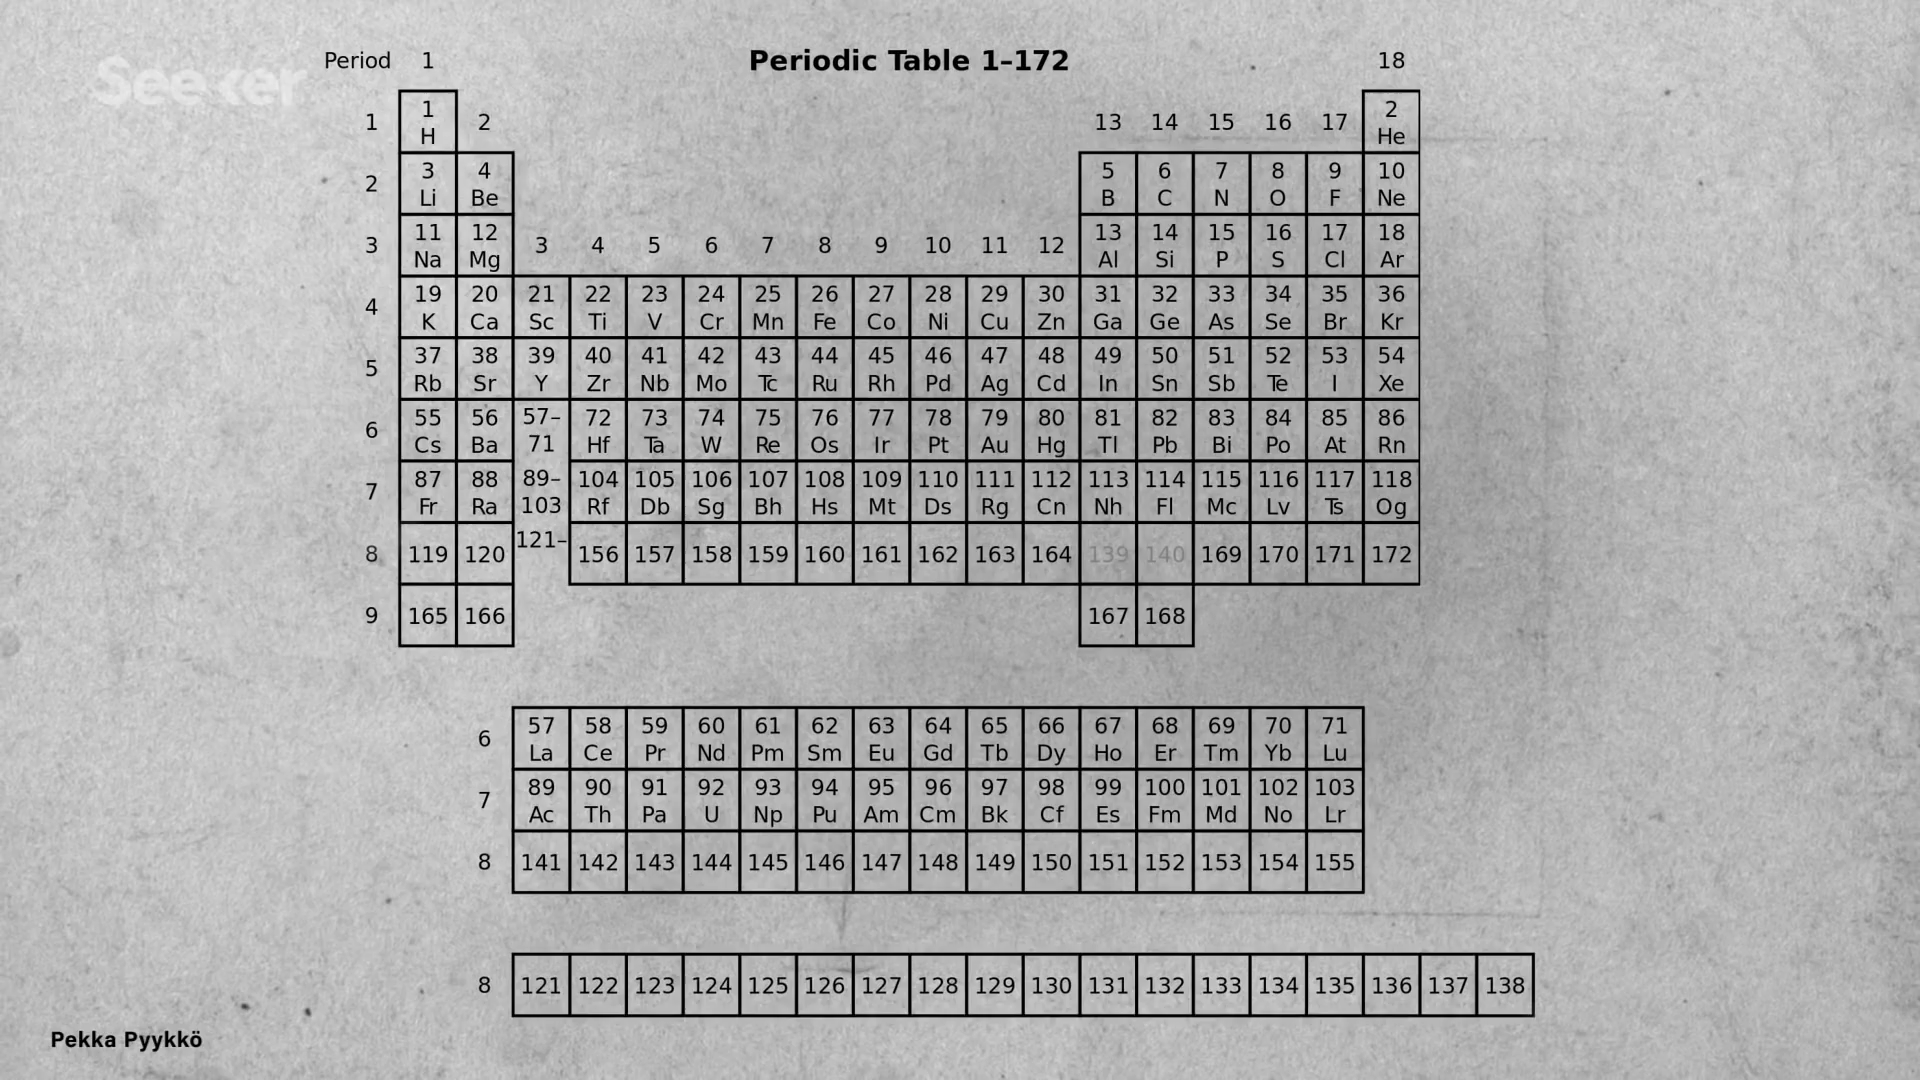 Seeker
Period 1 Periodic Table 1–172 18
1 1 H 2 13 14 15 16 17 2 He
2 3 Li 4 Be 5 B 6 C 7 N 8 O 9 F 10 Ne
3 11 Na 12 Mg 3 4 5 6 7 8 9 10 11 12 13 Al 14 Si 15 P 16 S 17 Cl 18 Ar
4 19 K 20 Ca 21 Sc 22 Ti 23 V 24 Cr 25 Mn 26 Fe 27 Co 28 Ni 29 Cu 30 Zn 31 Ga 32 Ge 33 As 34 Se 35 Br 36 Kr
5 37 Rb 38 Sr 39 Y 40 Zr 41 Nb 42 Mo 43 Tc 44 Ru 45 Rh 46 Pd 47 Ag 48 Cd 49 In 50 Sn 51 Sb 52 Te 53 I 54 Xe
6 55 Cs 56 Ba 57–71 72 Hf 73 Ta 74 W 75 Re 76 Os 77 Ir 78 Pt 79 Au 80 Hg 81 Tl 82 Pb 83 Bi 84 Po 85 At 86 Rn
7 87 Fr 88 Ra 89–103 104 Rf 105 Db 106 Sg 107 Bh 108 Hs 109 Mt 110 Ds 111 Rg 112 Cn 113 Nh 114 Fl 115 Mc 116 Lv 117 Ts 118 Og
8 119 120 121– 156 157 158 159 160 161 162 163 164 139 140 169 170 171 172
9 165 166 167 168
6 57 La 58 Ce 59 Pr 60 Nd 61 Pm 62 Sm 63 Eu 64 Gd 65 Tb 66 Dy 67 Ho 68 Er 69 Tm 70 Yb 71 Lu
7 89 Ac 90 Th 91 Pa 92 U 93 Np 94 Pu 95 Am 96 Cm 97 Bk 98 Cf 99 Es 100 Fm 101 Md 102 No 103 Lr
8 141 142 143 144 145 146 147 148 149 150 151 152 153 154 155
8 121 122 123 124 125 126 127 128 129 130 131 132 133 134 135 136 137 138
Pekka Pyykkö